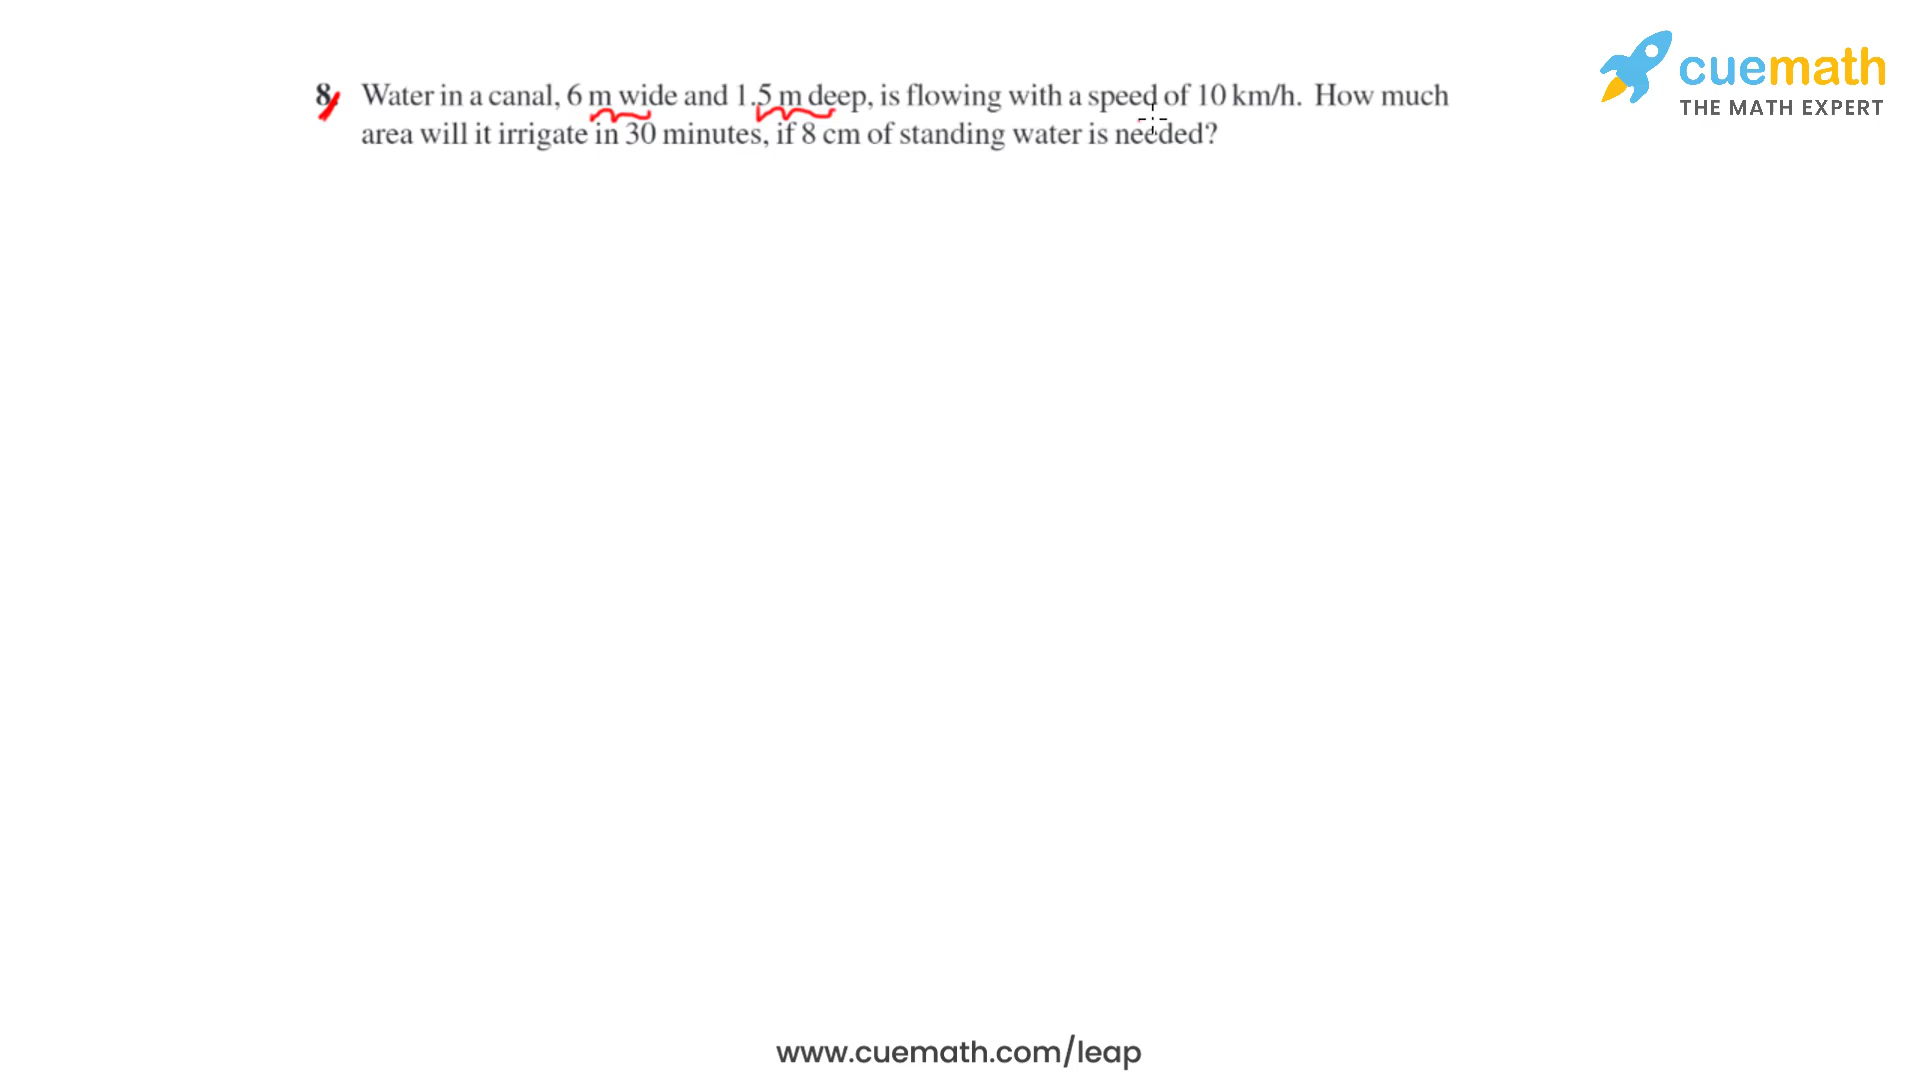 cuemath
THE MATH EXPERT
8. Water in a canal, 6 m wide and 1.5 m deep, is flowing with a speed of 10 km/h. How much
area will it irrigate in 30 minutes, if 8 cm of standing water is needed?
www.cuemath.com/leap